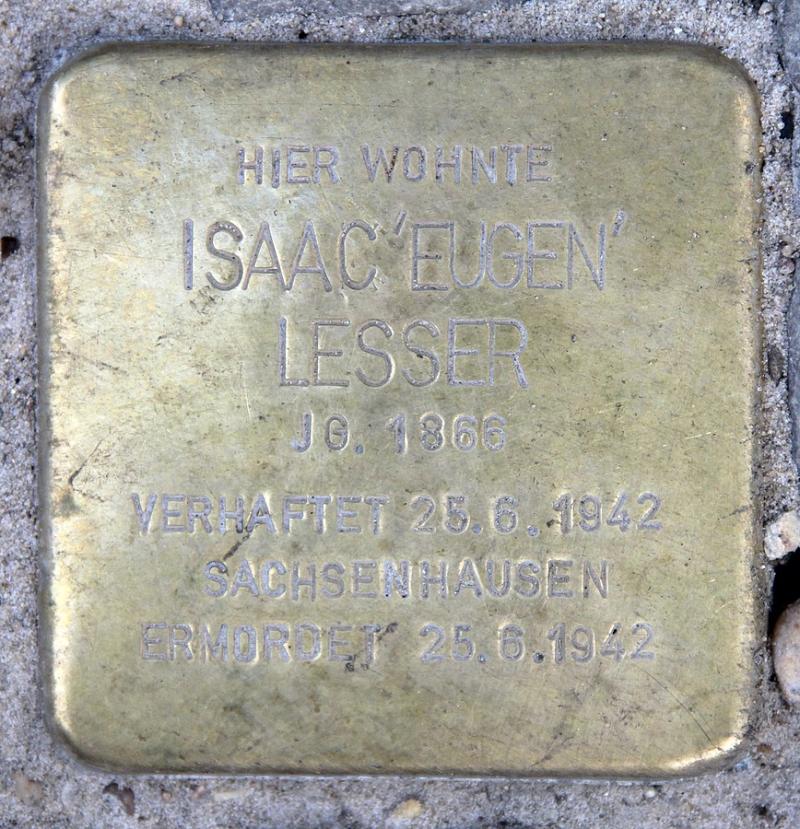 HIER WOHNTE
ISAAC 'EUGEN'
LESSER
JG. 1866
VERHAFTET 25.6.1942
SACHSENHAUSEN
ERMORDET 25.6.1942